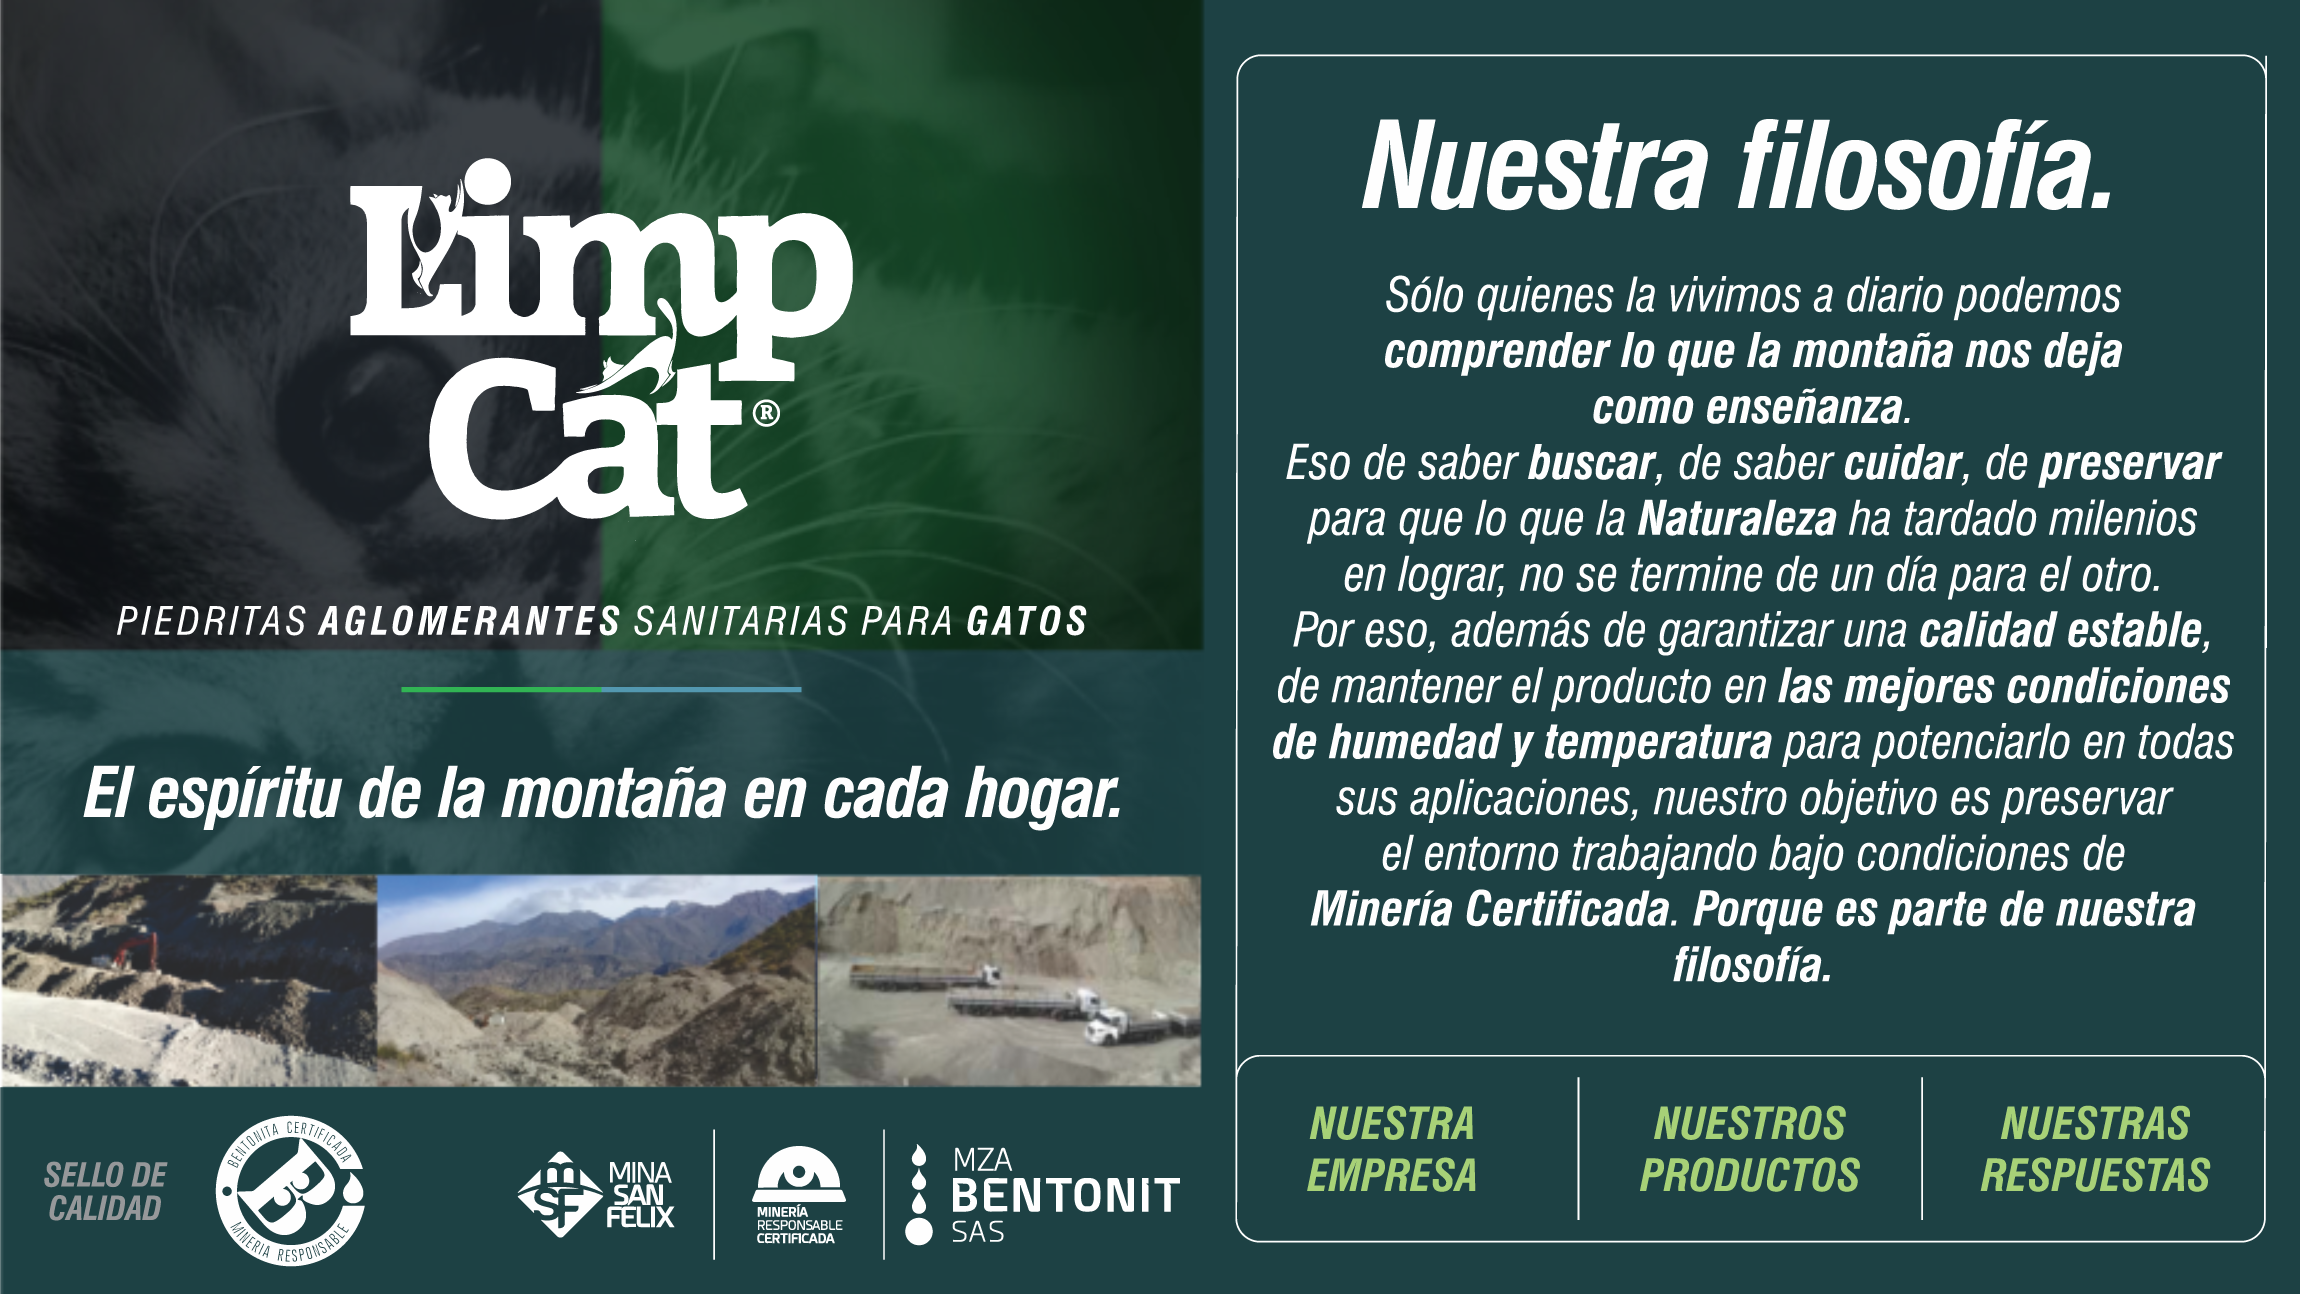 Limp
Cat®
PIEDRITAS AGLOMERANTES SANITARIAS PARA GATOS
El espíritu de la montaña en cada hogar.
SELLO DE
CALIDAD
BENTONITA CERTIFICADA
MINERIA RESPONSABLE
mSF
MINA
SAN
FÉLIX
MINERÍA
RESPONSABLE
CERTIFICADA
MZA
BENTONIT
SAS
Nuestra filosofía.
Sólo quienes la vivimos a diario podemos
comprender lo que la montaña nos deja
como enseñanza.
Eso de saber buscar, de saber cuidar, de preservar
para que lo que la Naturaleza ha tardado milenios
en lograr, no se termine de un día para el otro.
Por eso, además de garantizar una calidad estable,
de mantener el producto en las mejores condiciones
de humedad y temperatura para potenciarlo en todas
sus aplicaciones, nuestro objetivo es preservar
el entorno trabajando bajo condiciones de
Minería Certificada. Porque es parte de nuestra
filosofía.
NUESTRA
EMPRESA
NUESTROS
PRODUCTOS
NUESTRAS
RESPUESTAS